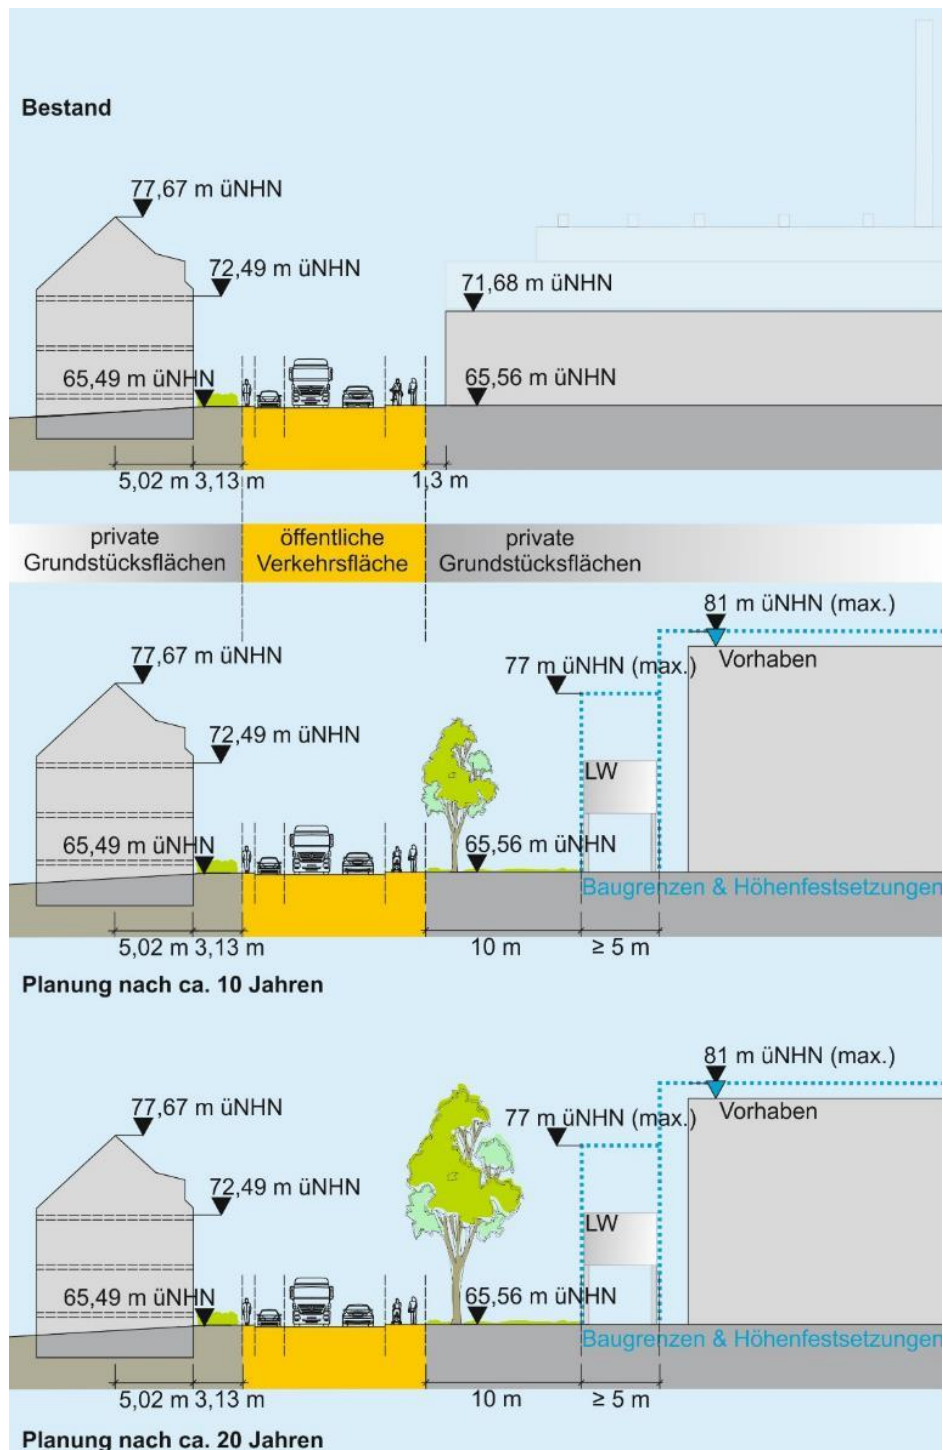 Bestand
77,67 m üNHN
72,49 m üNHN
71,68 m üNHN
65,49 m üNHN
65,56 m üNHN
5,02 m 3,13 m
1,3 m
private
Grundstücksflächen
öffentliche
Verkehrsfläche
private
Grundstücksflächen
81 m üNHN (max.)
77,67 m üNHN
77 m üNHN (max.)
Vorhaben
72,49 m üNHN
LW
65,49 m üNHN
65,56 m üNHN
Baugrenzen & Höhenfestsetzungen
5,02 m 3,13 m
10 m
≥ 5 m
Planung nach ca. 10 Jahren
81 m üNHN (max.)
77,67 m üNHN
77 m üNHN (max.)
Vorhaben
72,49 m üNHN
LW
65,49 m üNHN
65,56 m üNHN
Baugrenzen & Höhenfestsetzungen
5,02 m 3,13 m
10 m
≥ 5 m
Planung nach ca. 20 Jahren